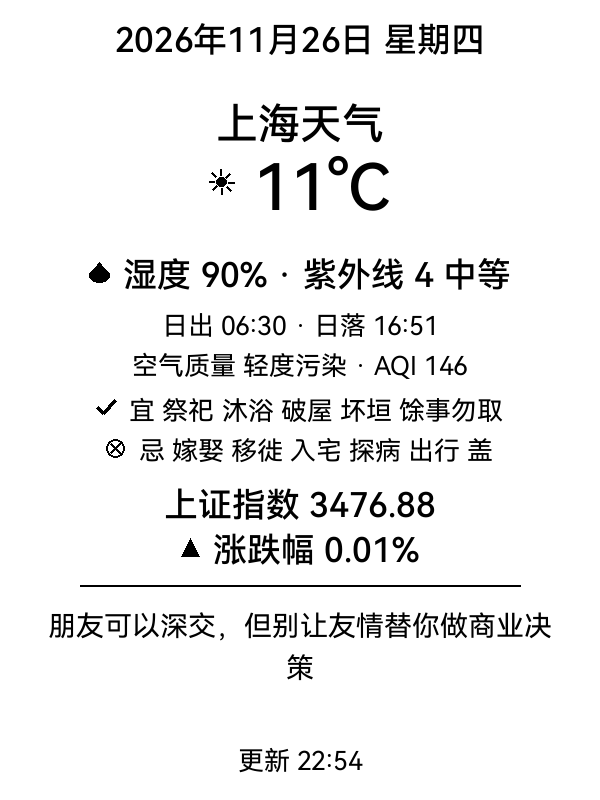 2026年11月26日 星期四
上海天气
11°C
湿度 90% · 紫外线 4 中等
日出 06:30 · 日落 16:51
空气质量 轻度污染 · AQI 146
宜 祭祀 沐浴 破屋 坏垣 馀事勿取
忌 嫁娶 移徙 入宅 探病 出行 盖
上证指数 3476.88
▲ 涨跌幅 0.01%
朋友可以深交，但别让友情替你做商业决
策
更新 22:54